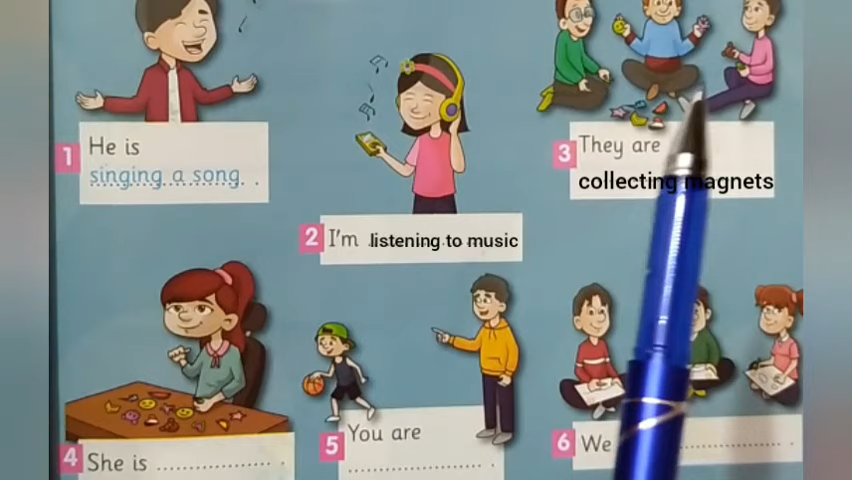 1 He is
singing a song .
2 I'm listening to music
3 They are
collecting magnets
4 She is .................... .
5 You are
......................... .
6 We .................... .